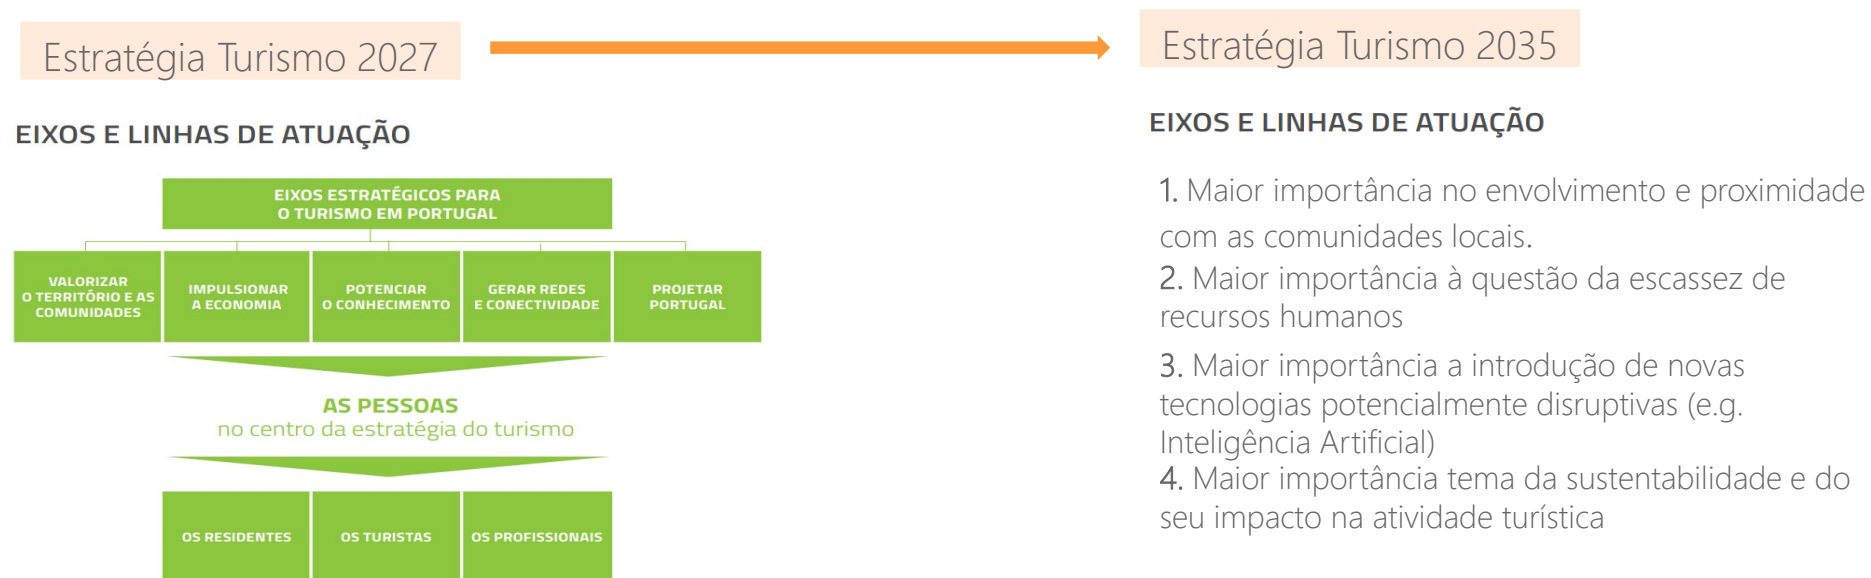 Estratégia Turismo 2027
EIXOS E LINHAS DE ATUAÇÃO
EIXOS ESTRATÉGICOS PARA
O TURISMO EM PORTUGAL
VALORIZAR
O TERRITÓRIO E AS
COMUNIDADES
IMPULSIONAR
A ECONOMIA
POTENCIAR
O CONHECIMENTO
GERAR REDES
E CONECTIVIDADE
PROJETAR
PORTUGAL
AS PESSOAS
no centro da estratégia do turismo
OS RESIDENTES
OS TURISTAS
OS PROFISSIONAIS
Estratégia Turismo 2035
EIXOS E LINHAS DE ATUAÇÃO
1. Maior importância no envolvimento e proximidade
com as comunidades locais.
2. Maior importância à questão da escassez de
recursos humanos
3. Maior importância a introdução de novas
tecnologias potencialmente disruptivas (e.g.
Inteligência Artificial)
4. Maior importância tema da sustentabilidade e do
seu impacto na atividade turística